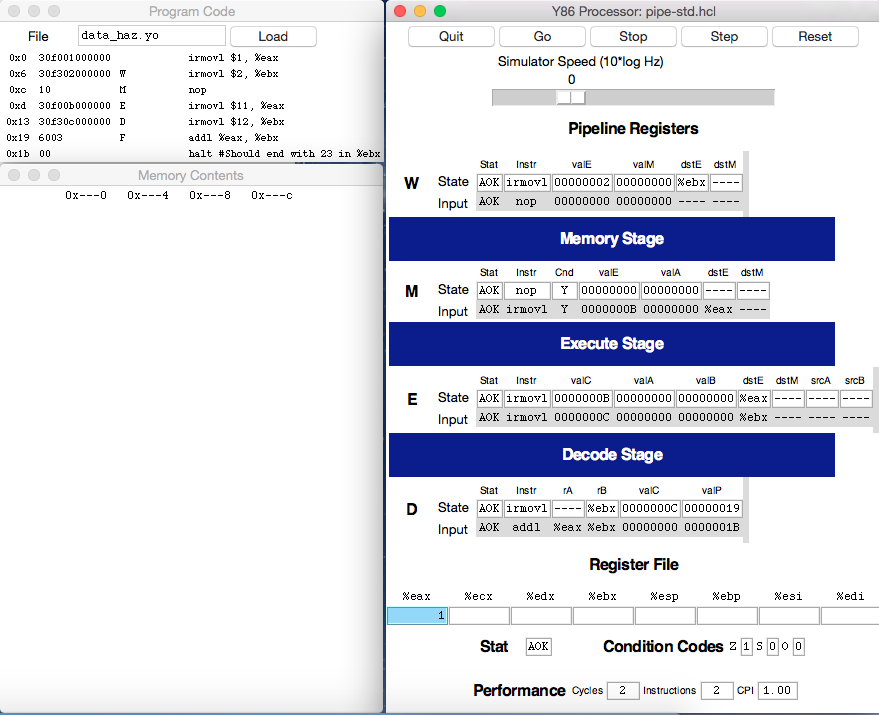 Program Code
File data_haz.yo Load
0x0 30f001000000 irmovl $1, %eax
0x6 30f302000000 W irmovl $2, %ebx
0xc 10 M nop
0xd 30f00b000000 E irmovl $11, %eax
0x13 30f30c000000 D irmovl $12, %ebx
0x19 6003 F addl %eax, %ebx
0x1b 00 halt #Should end with 23 in %ebx
Memory Contents
0x---0 0x---4 0x---8 0x---c
Y86 Processor: pipe-std.hcl
Quit Go Stop Step Reset
Simulator Speed (10*log Hz)
0
Pipeline Registers
Stat Instr valE valM dstE dstM
W State AOK irmovl 00000002 00000000 %ebx ----
Input AOK nop 00000000 00000000 ---- ----
Memory Stage
Stat Instr Cnd valE valA dstE dstM
M State AOK nop Y 00000000 00000000 ---- ----
Input AOK irmovl Y 0000000B 00000000 %eax ----
Execute Stage
Stat Instr valC valA valB dstE dstM srcA srcB
E State AOK irmovl 0000000B 00000000 00000000 %eax ---- ---- ----
Input AOK irmovl 0000000C 00000000 00000000 %ebx ---- ---- ----
Decode Stage
Stat Instr rA rB valC valP
D State AOK irmovl ---- %ebx 0000000C 00000019
Input AOK addl %eax %ebx 00000000 0000001B
Register File
%eax %ecx %edx %ebx %esp %ebp %esi %edi
1
Stat AOK Condition Codes Z 1 S 0 O 0
Performance Cycles 2 Instructions 2 CPI 1.00